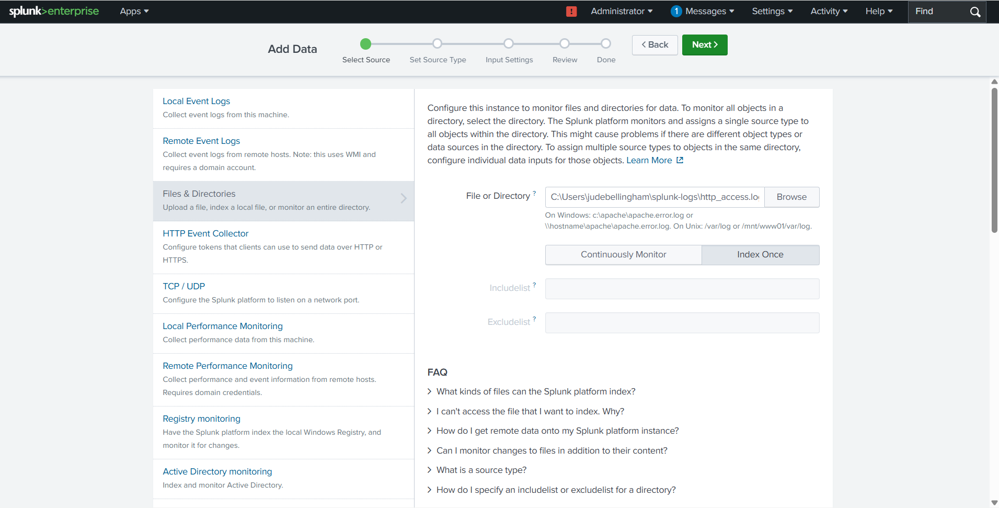 splunk>enterprise Apps ! Administrator 1 Messages Settings Activity Help Find
Add Data
Select Source Set Source Type Input Settings Review Done
< Back Next >
Local Event Logs
Collect event logs from this machine.
Remote Event Logs
Collect event logs from remote hosts. Note: this uses WMI and
requires a domain account.
Files & Directories
Upload a file, index a local file, or monitor an entire directory.
HTTP Event Collector
Configure tokens that clients can use to send data over HTTP or
HTTPS.
TCP / UDP
Configure the Splunk platform to listen on a network port.
Local Performance Monitoring
Collect performance data from this machine.
Remote Performance Monitoring
Collect performance and event information from remote hosts.
Requires domain credentials.
Registry monitoring
Have the Splunk platform index the local Windows Registry, and
monitor it for changes.
Active Directory monitoring
Index and monitor Active Directory.
Configure this instance to monitor files and directories for data. To monitor all objects in a
directory, select the directory. The Splunk platform monitors and assigns a single source type to
all objects within the directory. This might cause problems if there are different object types or
data sources in the directory. To assign multiple source types to objects in the same directory,
configure individual data inputs for those objects. Learn More
File or Directory ? C:\Users\judebellingham\splunk-logs\http_access.lo Browse
On Windows: c:\apache\apache.error.log or
\\hostname\apache\apache.error.log. On Unix: /var/log or /mnt/www01/var/log.
Continuously Monitor Index Once
Includelist ?
Excludelist ?
FAQ
> What kinds of files can the Splunk platform index?
> I can't access the file that I want to index. Why?
> How do I get remote data onto my Splunk platform instance?
> Can I monitor changes to files in addition to their content?
> What is a source type?
> How do I specify an includelist or excludelist for a directory?